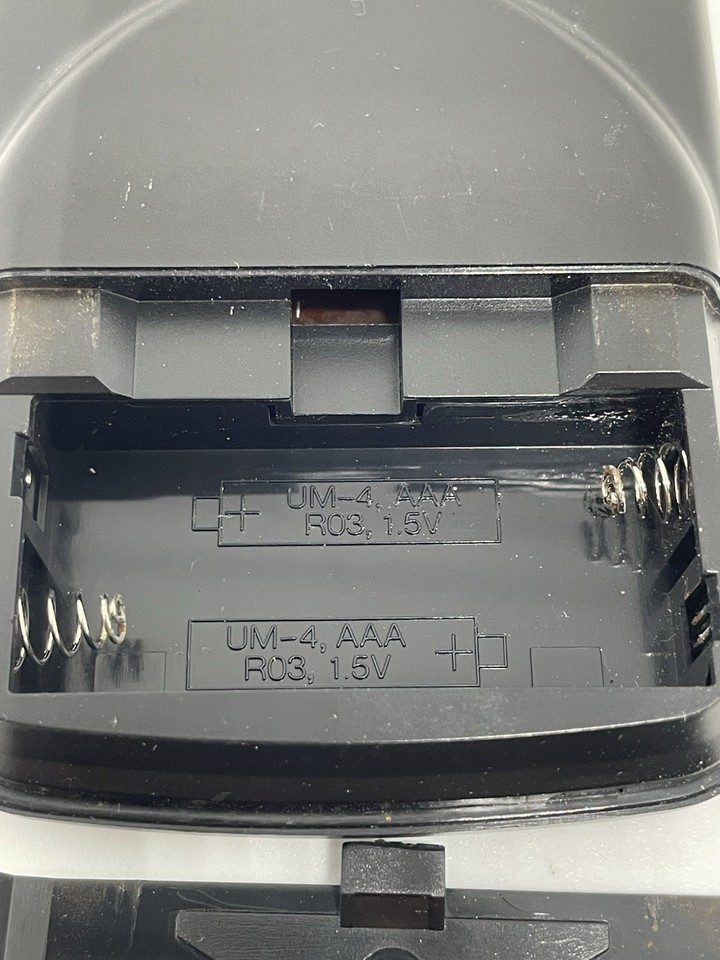 + UM-4, AAA
R03, 1.5V
UM-4, AAA +
R03, 1.5V